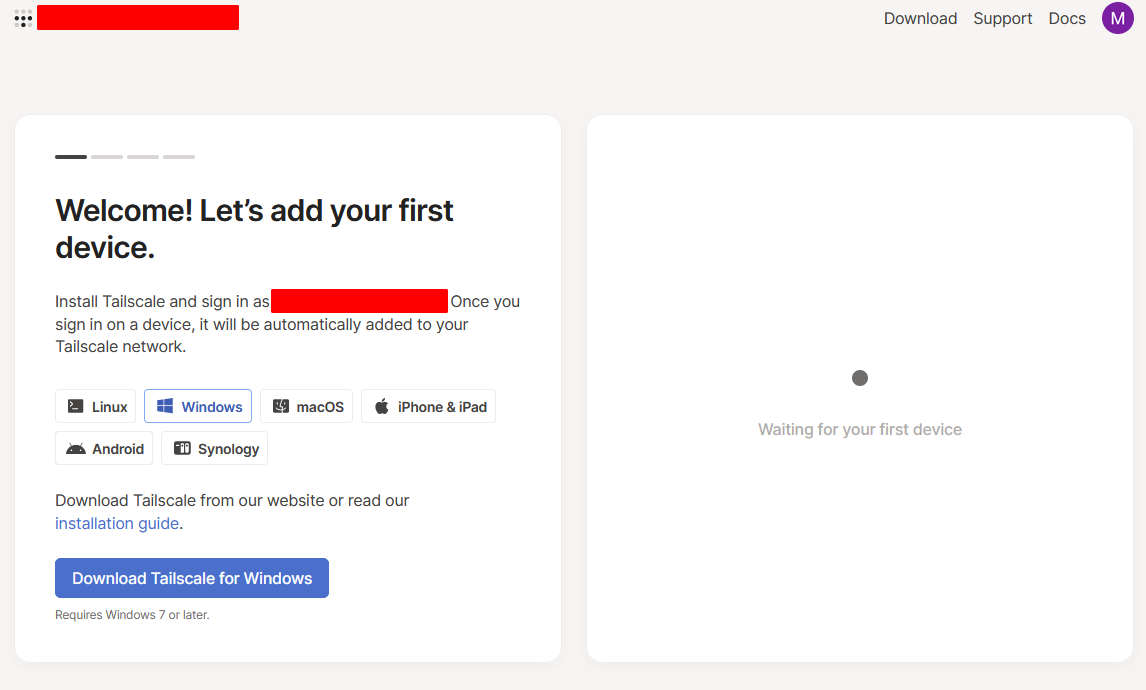 Download Support Docs M
Welcome! Let’s add your first
device.
Install Tailscale and sign in as Once you
sign in on a device, it will be automatically added to your
Tailscale network.
Linux Windows macOS iPhone & iPad
Android Synology
Download Tailscale from our website or read our
installation guide.
Download Tailscale for Windows
Requires Windows 7 or later.
Waiting for your first device